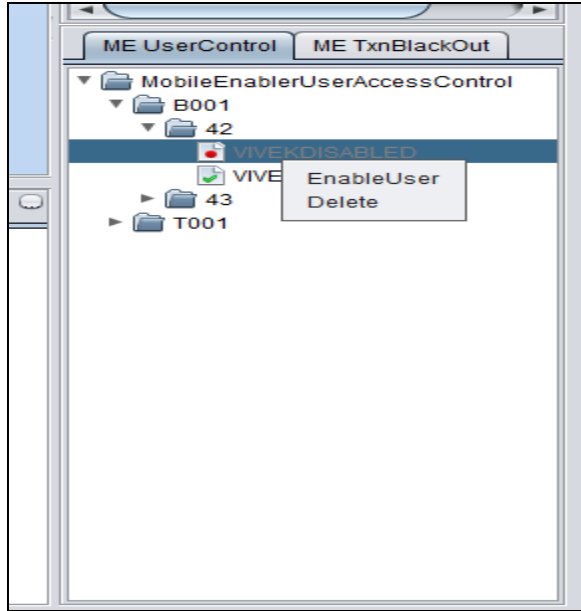 ME UserControl ME TxnBlackOut
MobileEnablerUserAccessControl
B001
42
VIVEKDISABLED
VIVE
EnableUser
43
Delete
T001